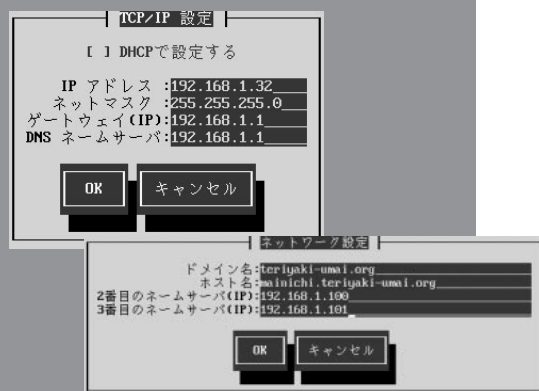 TCP/IP 設定
[ ] DHCPで設定する
IP アドレス :192.168.1.32
ネットマスク :255.255.255.0
ゲートウェイ(IP):192.168.1.1
DNS ネームサーバ:192.168.1.1
OK キャンセル
ネットワーク設定
ドメイン名:teriyaki-umai.org
ホスト名:mainichi.teriyaki-umai.org
2番目のネームサーバ(IP):192.168.1.100
3番目のネームサーバ(IP):192.168.1.101
OK キャンセル